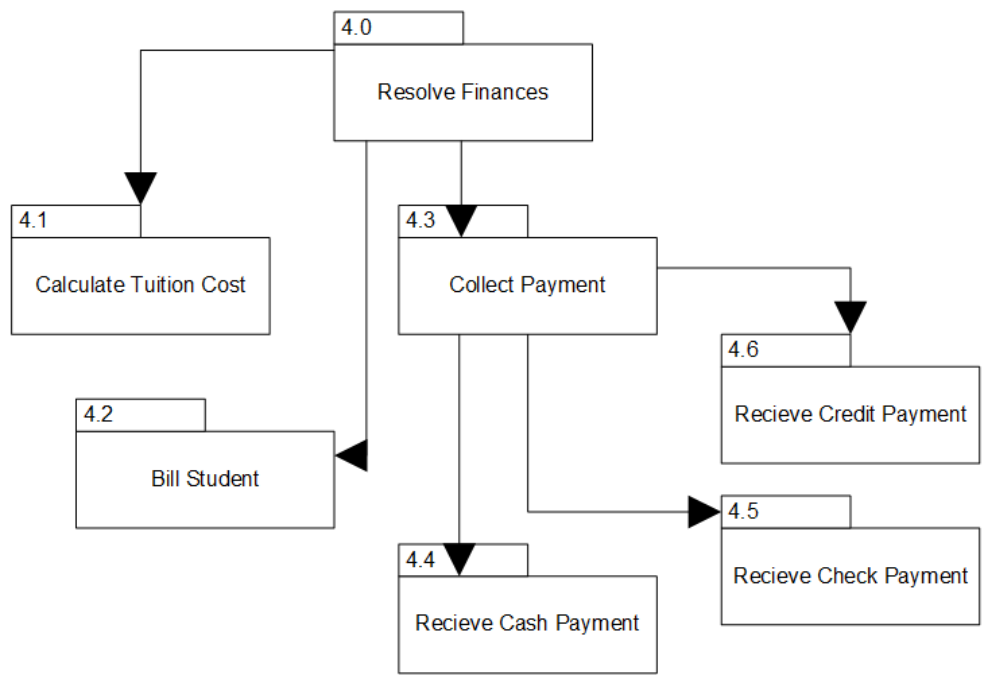 4.0
Resolve Finances
4.1
Calculate Tuition Cost
4.3
Collect Payment
4.6
Recieve Credit Payment
4.2
Bill Student
4.5
Recieve Check Payment
4.4
Recieve Cash Payment